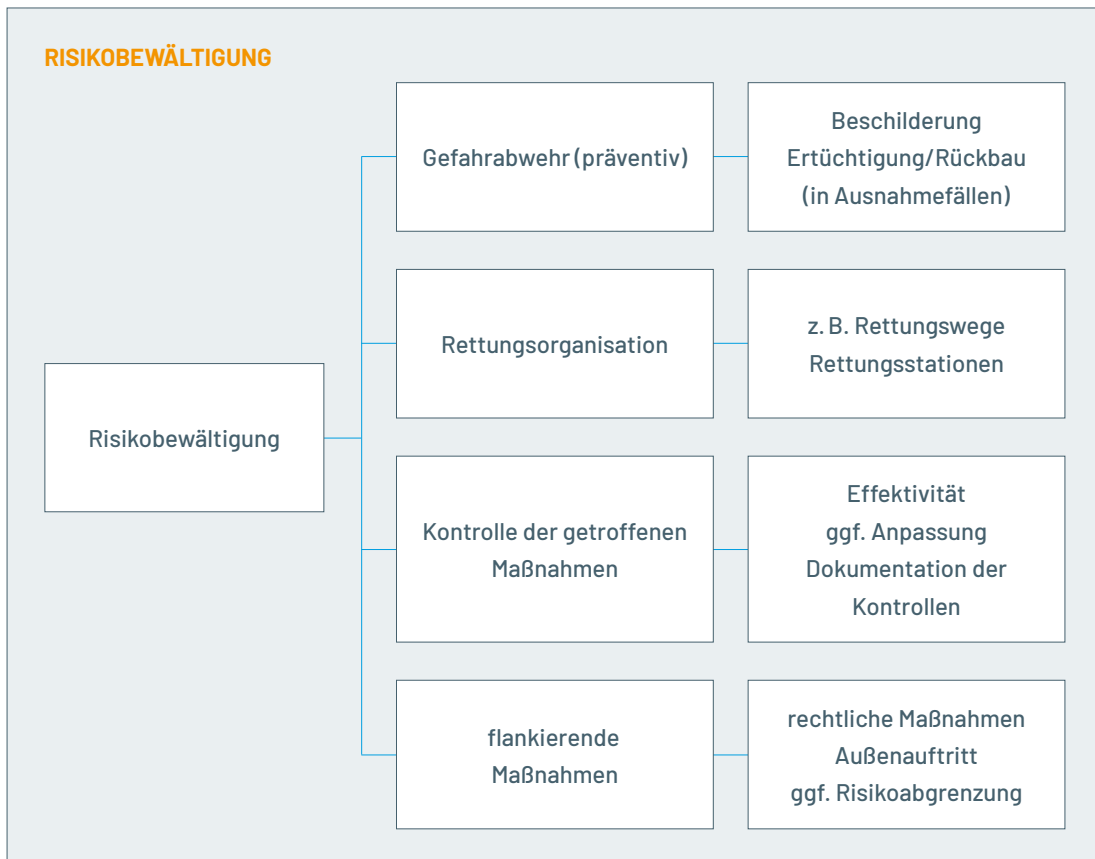 RISIKOBEWÄLTIGUNG
Risikobewältigung
Gefahrabwehr (präventiv)
Beschilderung
Ertüchtigung/Rückbau
(in Ausnahmefällen)
Rettungsorganisation
z. B. Rettungswege
Rettungsstationen
Kontrolle der getroffenen
Maßnahmen
Effektivität
ggf. Anpassung
Dokumentation der
Kontrollen
flankierende
Maßnahmen
rechtliche Maßnahmen
Außenauftritt
ggf. Risikoabgrenzung